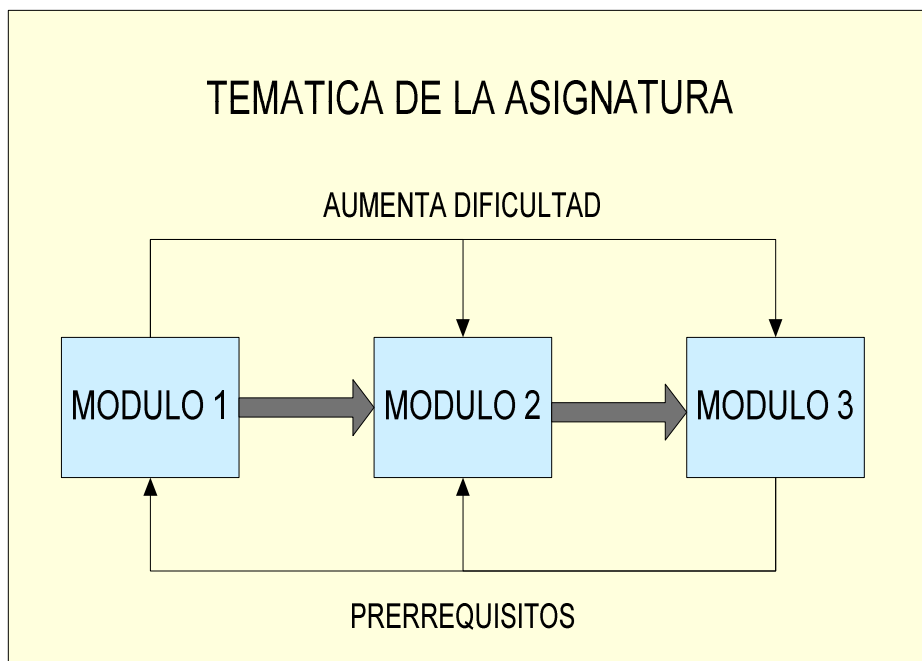 TEMATICA DE LA ASIGNATURA
AUMENTA DIFICULTAD
MODULO 1
MODULO 2
MODULO 3
PRERREQUISITOS